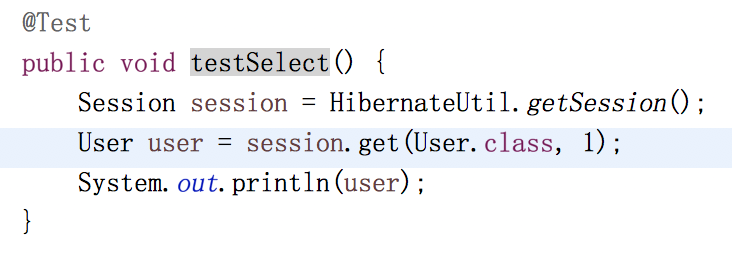 @Test
public void testSelect() {
    Session session = HibernateUtil.getSession();
    User user = session.get(User.class, 1);
    System.out.println(user);
}